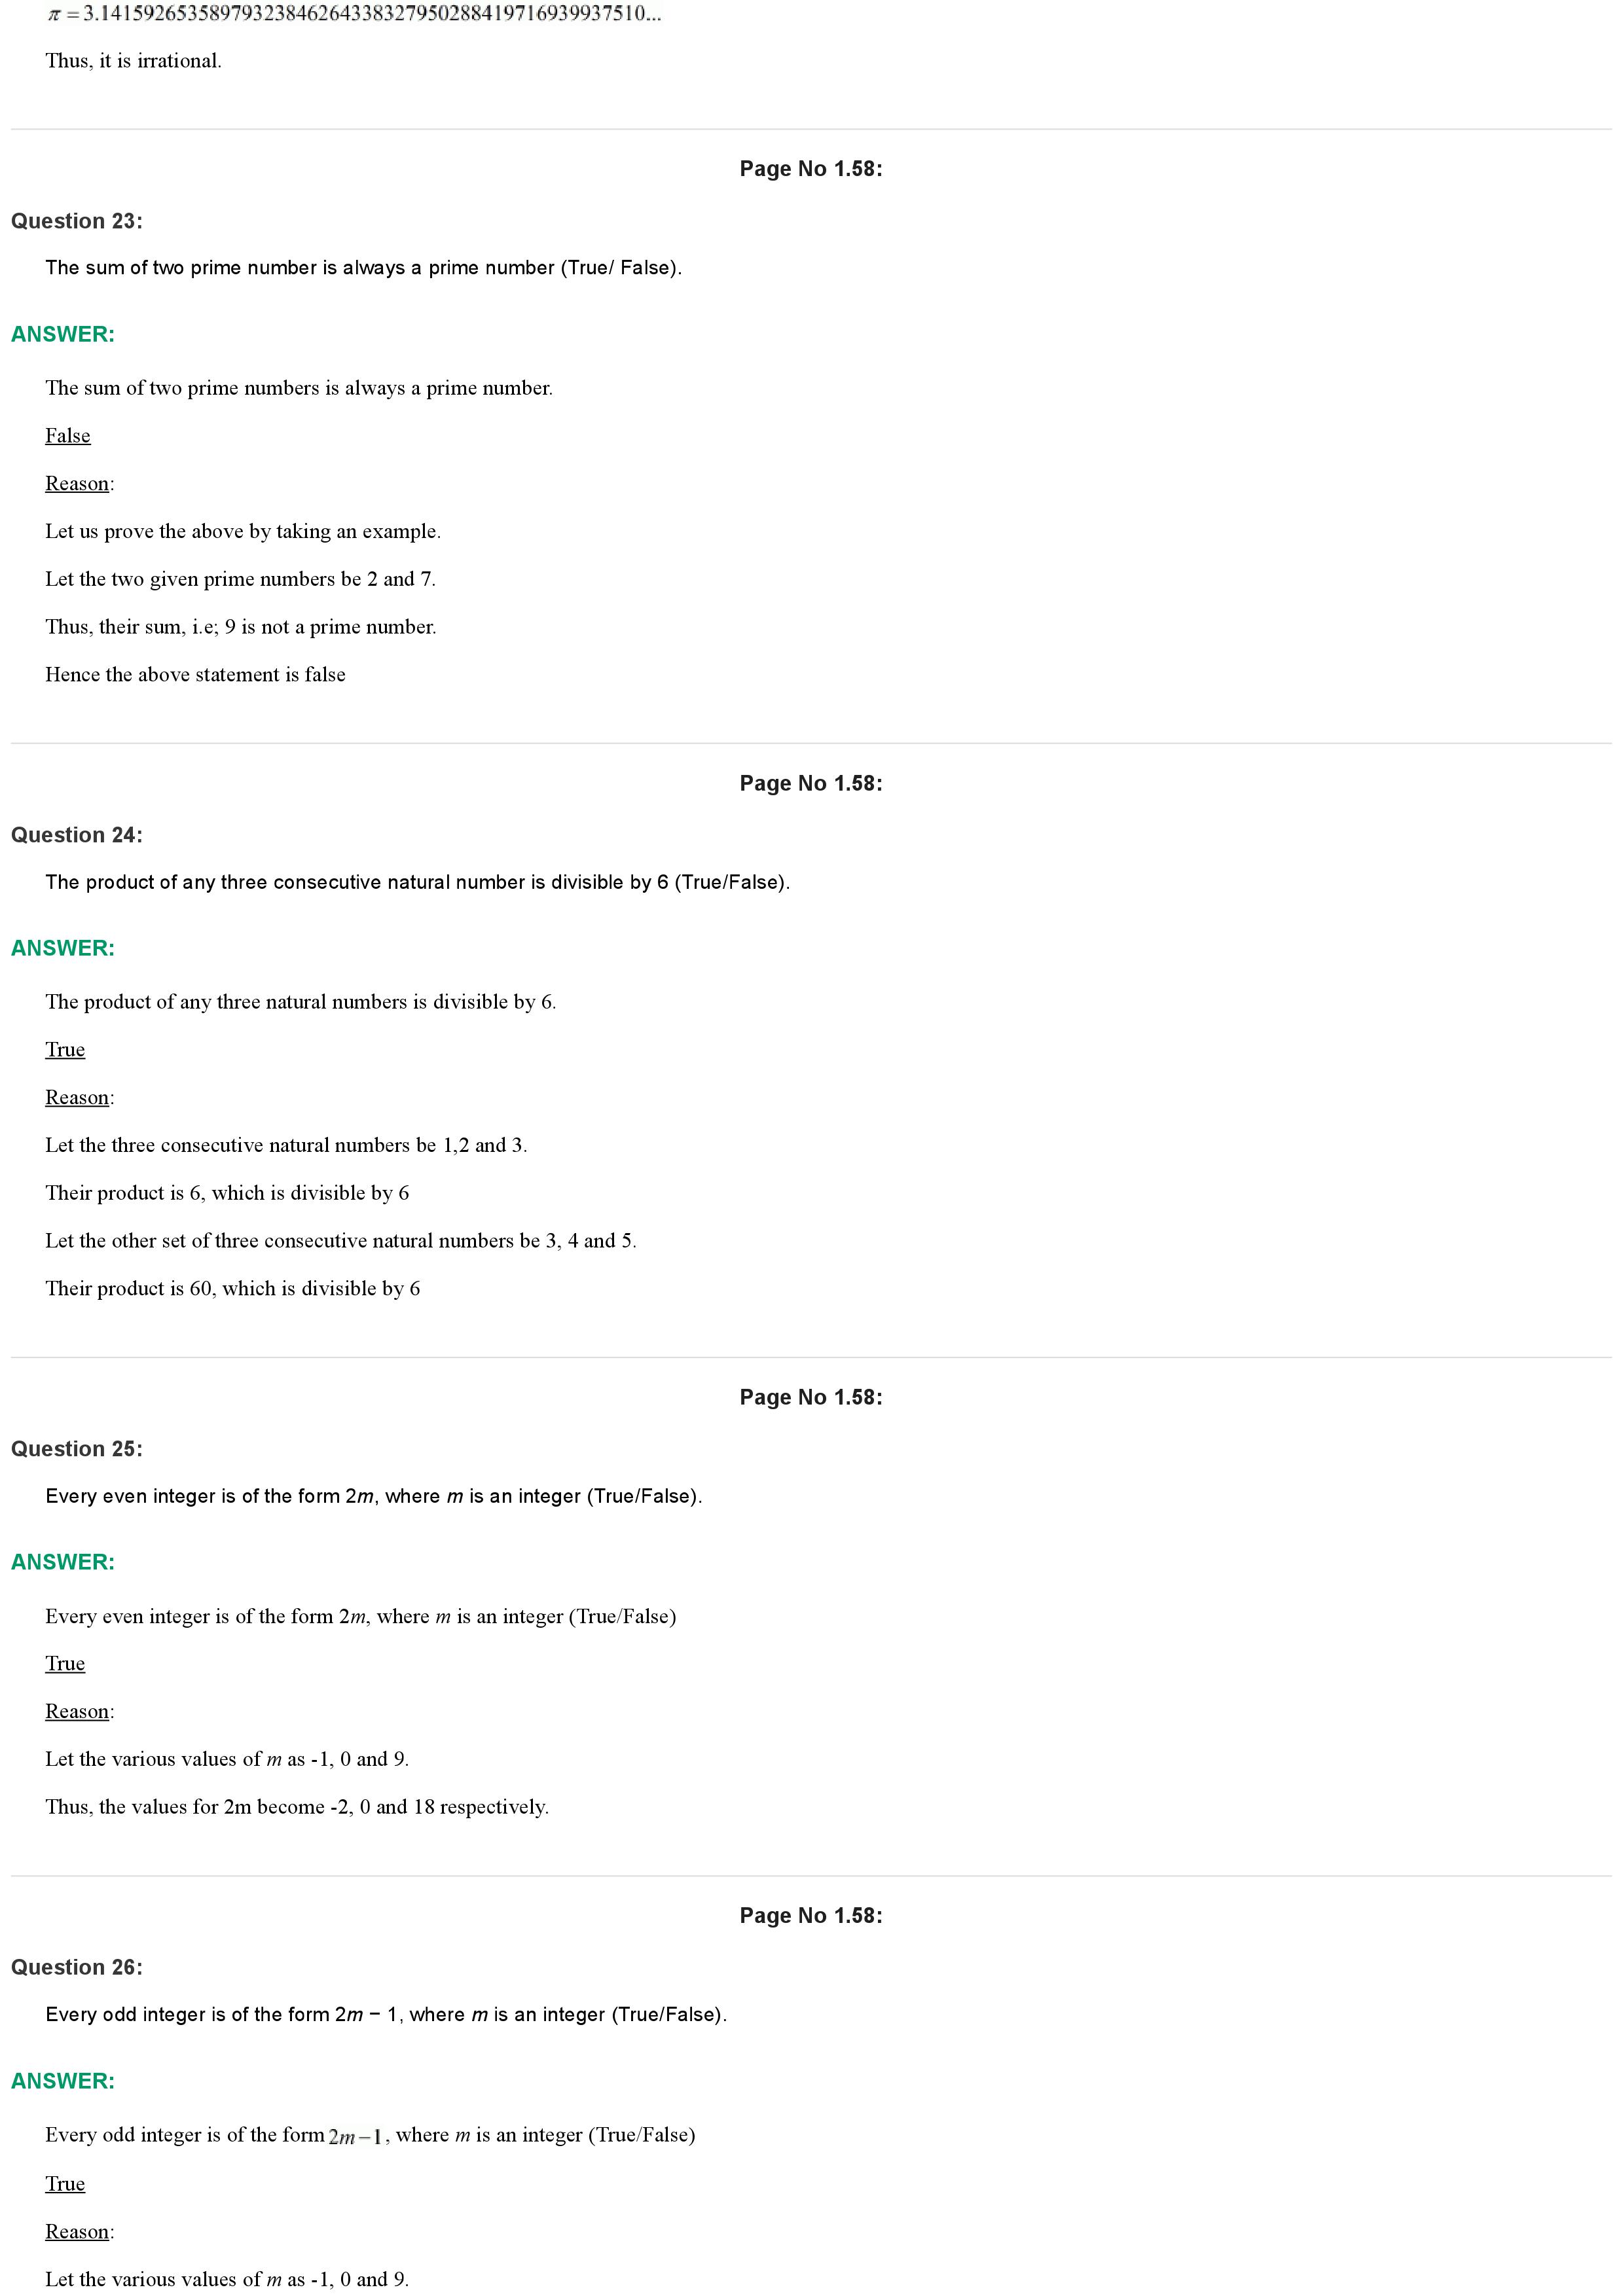 π = 3.14159265358979323846264338327950288419716939937510...
Thus, it is irrational.
Page No 1.58:
Question 23:
The sum of two prime number is always a prime number (True/ False).
ANSWER:
The sum of two prime numbers is always a prime number.
False
Reason:
Let us prove the above by taking an example.
Let the two given prime numbers be 2 and 7.
Thus, their sum, i.e; 9 is not a prime number.
Hence the above statement is false
Page No 1.58:
Question 24:
The product of any three consecutive natural number is divisible by 6 (True/False).
ANSWER:
The product of any three natural numbers is divisible by 6.
True
Reason:
Let the three consecutive natural numbers be 1,2 and 3.
Their product is 6, which is divisible by 6
Let the other set of three consecutive natural numbers be 3, 4 and 5.
Their product is 60, which is divisible by 6
Page No 1.58:
Question 25:
Every even integer is of the form 2m, where m is an integer (True/False).
ANSWER:
Every even integer is of the form 2m, where m is an integer (True/False)
True
Reason:
Let the various values of m as -1, 0 and 9.
Thus, the values for 2m become -2, 0 and 18 respectively.
Page No 1.58:
Question 26:
Every odd integer is of the form 2m − 1, where m is an integer (True/False).
ANSWER:
Every odd integer is of the form 2m−1, where m is an integer (True/False)
True
Reason:
Let the various values of m as -1, 0 and 9.